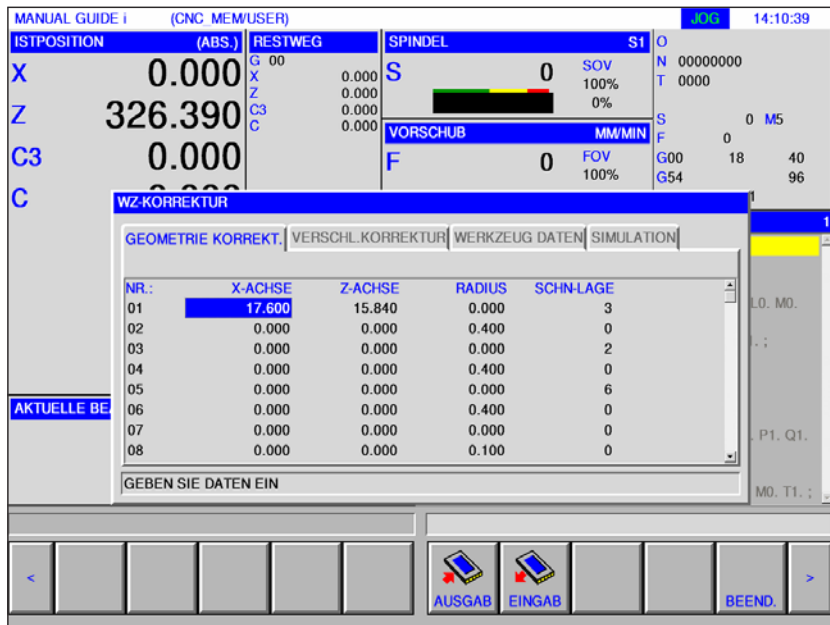 MANUAL GUIDE i (CNC_MEM/USER) JOG 14:10:39
ISTPOSITION (ABS.)
X 0.000
Z 326.390
C3 0.000
C
RESTWEG
G 00
X 0.000
Z 0.000
C3 0.000
C 0.000
SPINDEL S1
S 0 SOV
100%
0%
VORSCHUB MM/MIN
F 0 FOV
100%
O
N 00000000
T 0000
S 0 M5
F 0
G00 18 40
G54 96
1
1
WZ-KORREKTUR
GEOMETRIE KORREKT. VERSCHL.KORREKTUR WERKZEUG DATEN SIMULATION
NR.: X-ACHSE Z-ACHSE RADIUS SCHN-LAGE
01 17.600 15.840 0.000 3
02 0.000 0.000 0.400 0
03 0.000 0.000 0.000 2
04 0.000 0.000 0.400 0
05 0.000 0.000 0.000 6
06 0.000 0.000 0.400 0
07 0.000 0.000 0.000 0
08 0.000 0.000 0.100 0
GEBEN SIE DATEN EIN
L0. M0.
. ;
. P1. Q1.
M0. T1. ;
AKTUELLE BE
< AUSGAB EINGAB BEEND. >